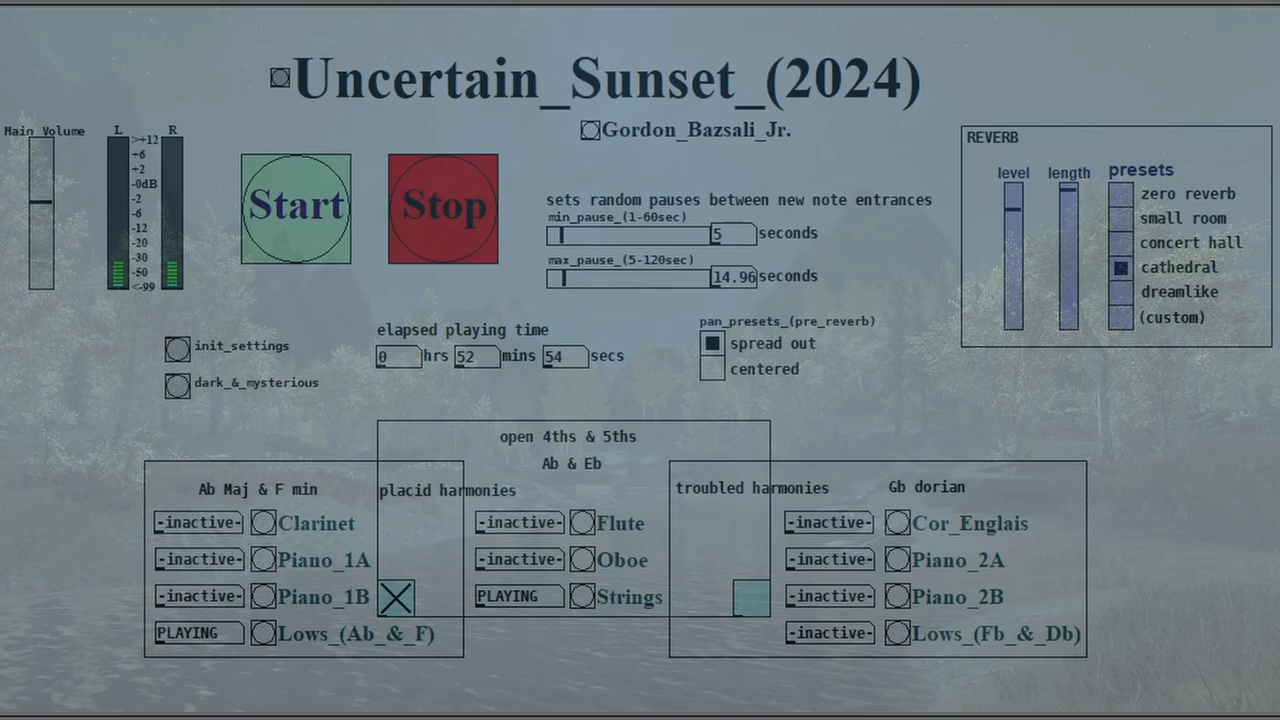 Uncertain_Sunset_(2024)
Gordon_Bazsali_Jr.
Main Volume
L R
>+12
+6
+2
-0dB
-2
-6
-12
-20
-30
-50
<-99
Start
Stop
sets random pauses between new note entrances
min_pause_(1-60sec)
5 seconds
max_pause_(5-120sec)
14.96 seconds
REVERB
level length presets
zero reverb
small room
concert hall
cathedral
dreamlike
(custom)
init_settings
dark_&_mysterious
elapsed playing time
0 hrs 52 mins 54 secs
pan_presets_(pre_reverb)
spread out
centered
open 4ths & 5ths
Ab & Eb
Ab Maj & F min
placid harmonies
troubled harmonies
Gb dorian
-inactive- Clarinet
-inactive- Piano_1A
-inactive- Piano_1B
PLAYING Lows_(Ab_&_F)
-inactive- Flute
-inactive- Oboe
PLAYING Strings
-inactive- Cor_Englais
-inactive- Piano_2A
-inactive- Piano_2B
-inactive- Lows_(Fb_&_Db)